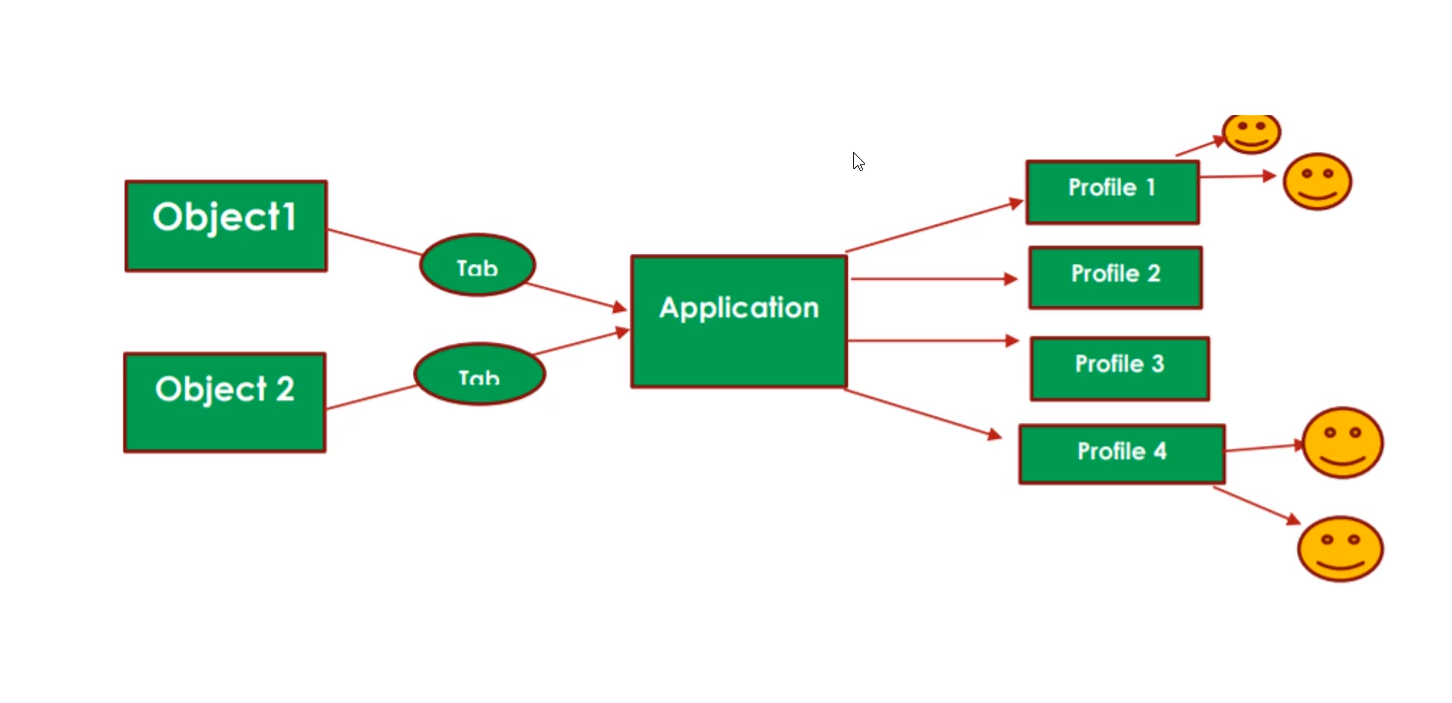 Object1
Tab
Object 2
Tab
Application
Profile 1
Profile 2
Profile 3
Profile 4